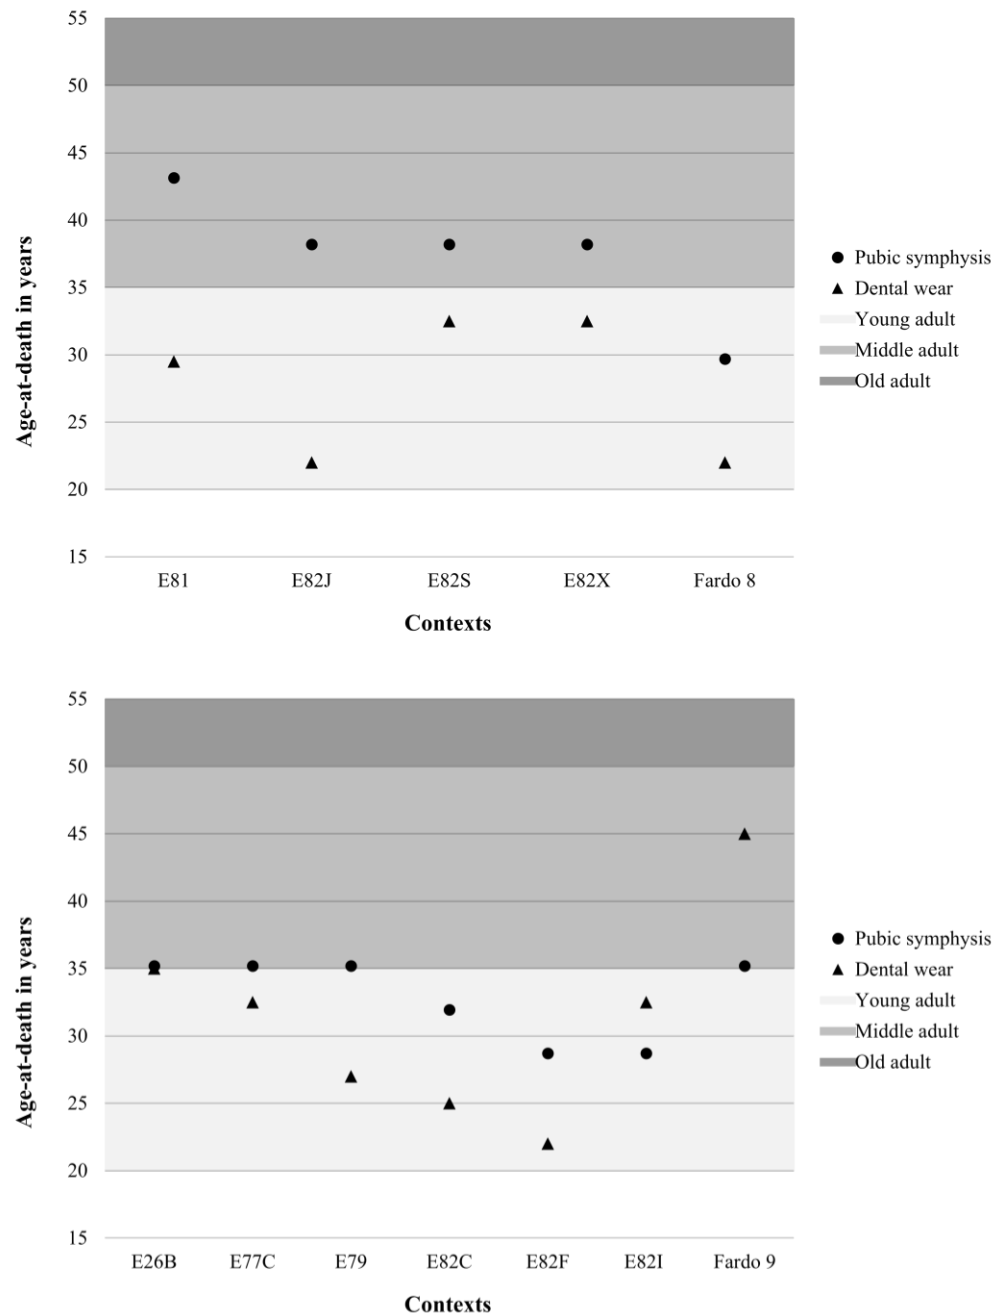 55
50
45
40
35
30
25
20
15
Age-at-death in years
E81 E82J E82S E82X Fardo 8
Contexts
Pubic symphysis
Dental wear
Young adult
Middle adult
Old adult
55
50
45
40
35
30
25
20
15
Age-at-death in years
E26B E77C E79 E82C E82F E82I Fardo 9
Contexts
Pubic symphysis
Dental wear
Young adult
Middle adult
Old adult